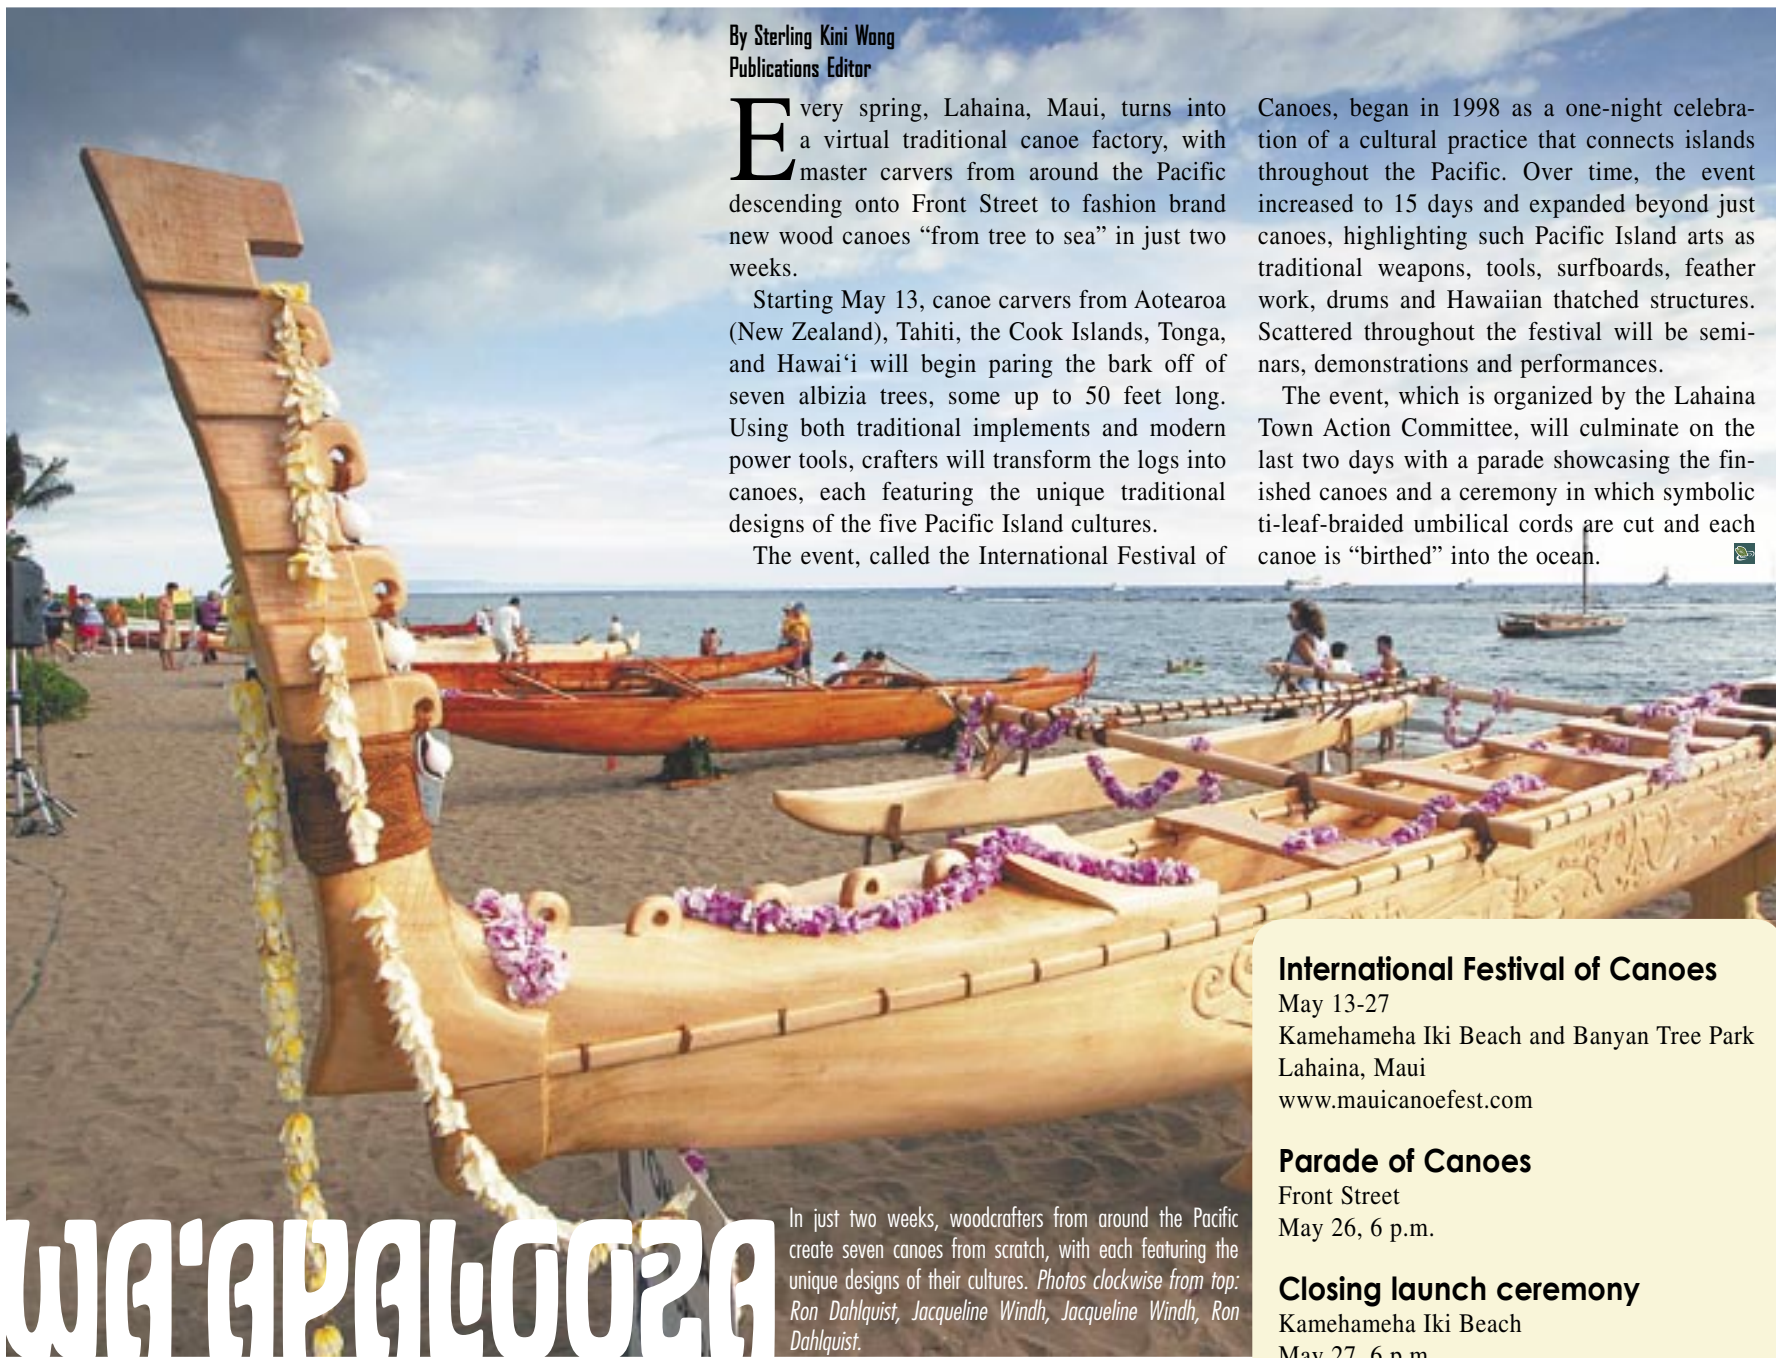 By Sterling Kini Wong
Publications Editor
Every spring, Lahaina, Maui, turns into
a virtual traditional canoe factory, with
master carvers from around the Pacific
descending onto Front Street to fashion brand
new wood canoes “from tree to sea” in just two
weeks.
Starting May 13, canoe carvers from Aotearoa
(New Zealand), Tahiti, the Cook Islands, Tonga,
and Hawai‘i will begin paring the bark off of
seven albizia trees, some up to 50 feet long.
Using both traditional implements and modern
power tools, crafters will transform the logs into
canoes, each featuring the unique traditional
designs of the five Pacific Island cultures.
The event, called the International Festival of
Canoes, began in 1998 as a one-night celebra-
tion of a cultural practice that connects islands
throughout the Pacific. Over time, the event
increased to 15 days and expanded beyond just
canoes, highlighting such Pacific Island arts as
traditional weapons, tools, surfboards, feather
work, drums and Hawaiian thatched structures.
Scattered throughout the festival will be semi-
nars, demonstrations and performances.
The event, which is organized by the Lahaina
Town Action Committee, will culminate on the
last two days with a parade showcasing the fin-
ished canoes and a ceremony in which symbolic
ti-leaf-braided umbilical cords are cut and each
canoe is “birthed” into the ocean.
WA‘APALOOZA
In just two weeks, woodcrafters from around the Pacific
create seven canoes from scratch, with each featuring the
unique designs of their cultures. Photos clockwise from top:
Ron Dahlquist, Jacqueline Windh, Jacqueline Windh, Ron
Dahlquist.
International Festival of Canoes
May 13-27
Kamehameha Iki Beach and Banyan Tree Park
Lahaina, Maui
www.mauicanoefest.com
Parade of Canoes
Front Street
May 26, 6 p.m.
Closing launch ceremony
Kamehameha Iki Beach
May 27, 6 p.m.